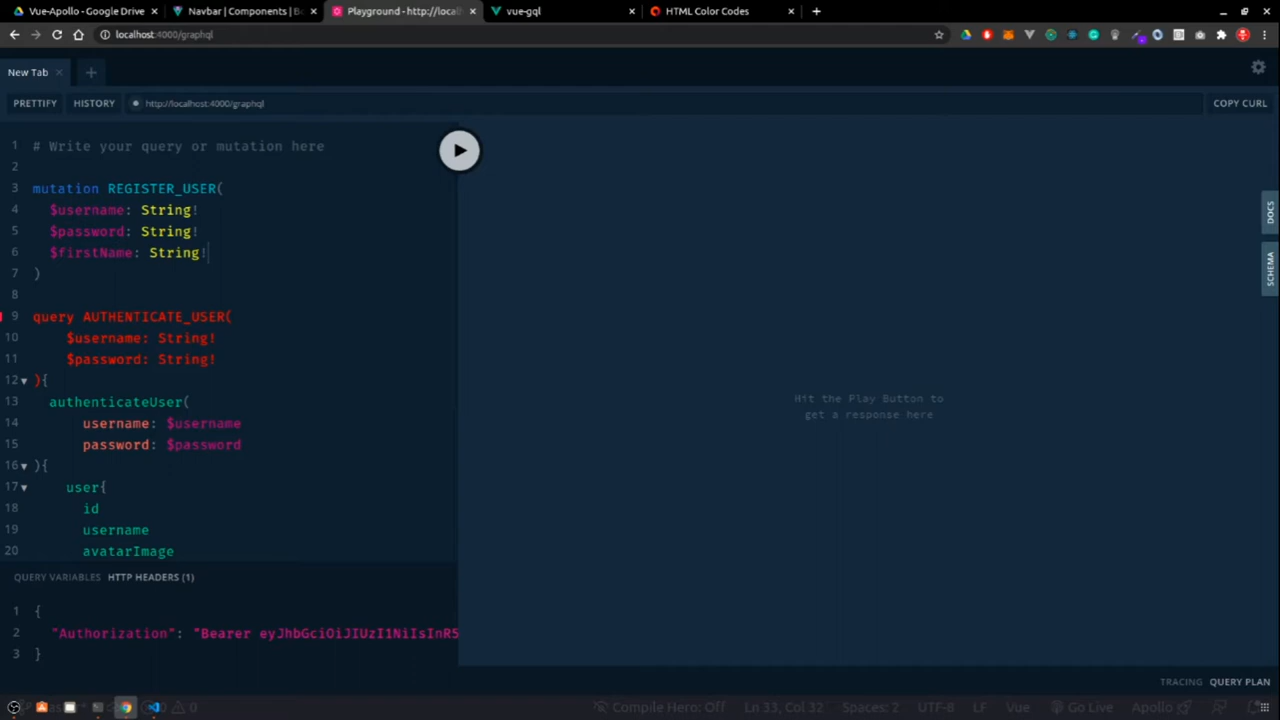 Vue-Apollo - Google Drive
Navbar | Components | Bo
Playground - http://local
vue-gql
HTML Color Codes
localhost:4000/graphql
New Tab
PRETTIFY
HISTORY
http://localhost:4000/graphql
COPY CURL
1 # Write your query or mutation here
2
3 mutation REGISTER_USER(
4 $username: String!
5 $password: String!
6 $firstName: String!
7 )
8
9 query AUTHENTICATE_USER(
10 $username: String!
11 $password: String!
12 ){
13 authenticateUser(
14 username: $username
15 password: $password
16 ){
17 user{
18 id
19 username
20 avatarImage
Hit the Play Button to
get a response here
DOCS
SCHEMA
QUERY VARIABLES HTTP HEADERS (1)
1 {
2 "Authorization": "Bearer eyJhbGciOiJIUzI1NiIsInR5
3 }
TRACING QUERY PLAN
0 0 Compile Hero: Off Ln 33, Col 32 Spaces: 2 UTF-8 LF Vue Go Live Apollo